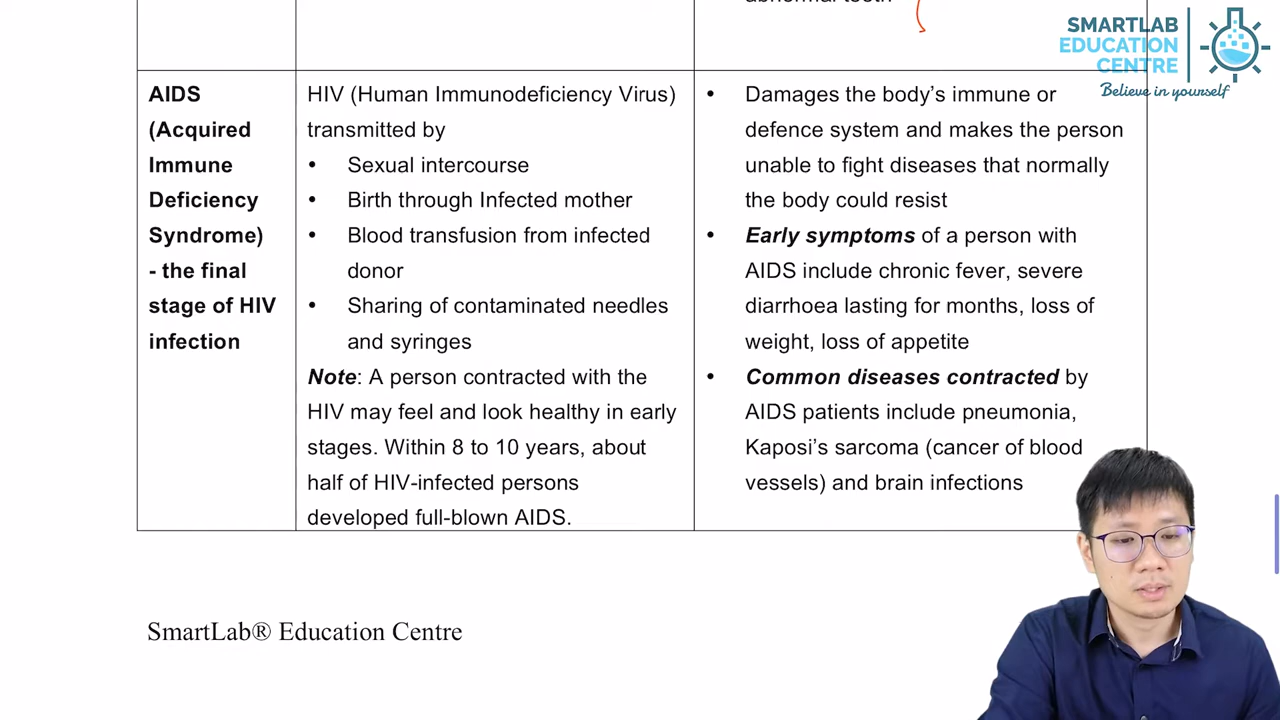 abnormal teeth
SMARTLAB
EDUCATION
CENTRE
Believe in yourself
AIDS
(Acquired
Immune
Deficiency
Syndrome)
- the final
stage of HIV
infection
HIV (Human Immunodeficiency Virus)
transmitted by
• Sexual intercourse
• Birth through Infected mother
• Blood transfusion from infected
donor
• Sharing of contaminated needles
and syringes
Note: A person contracted with the
HIV may feel and look healthy in early
stages. Within 8 to 10 years, about
half of HIV-infected persons
developed full-blown AIDS.
• Damages the body’s immune or
defence system and makes the person
unable to fight diseases that normally
the body could resist
• Early symptoms of a person with
AIDS include chronic fever, severe
diarrhoea lasting for months, loss of
weight, loss of appetite
• Common diseases contracted by
AIDS patients include pneumonia,
Kaposi’s sarcoma (cancer of blood
vessels) and brain infections
SmartLab® Education Centre